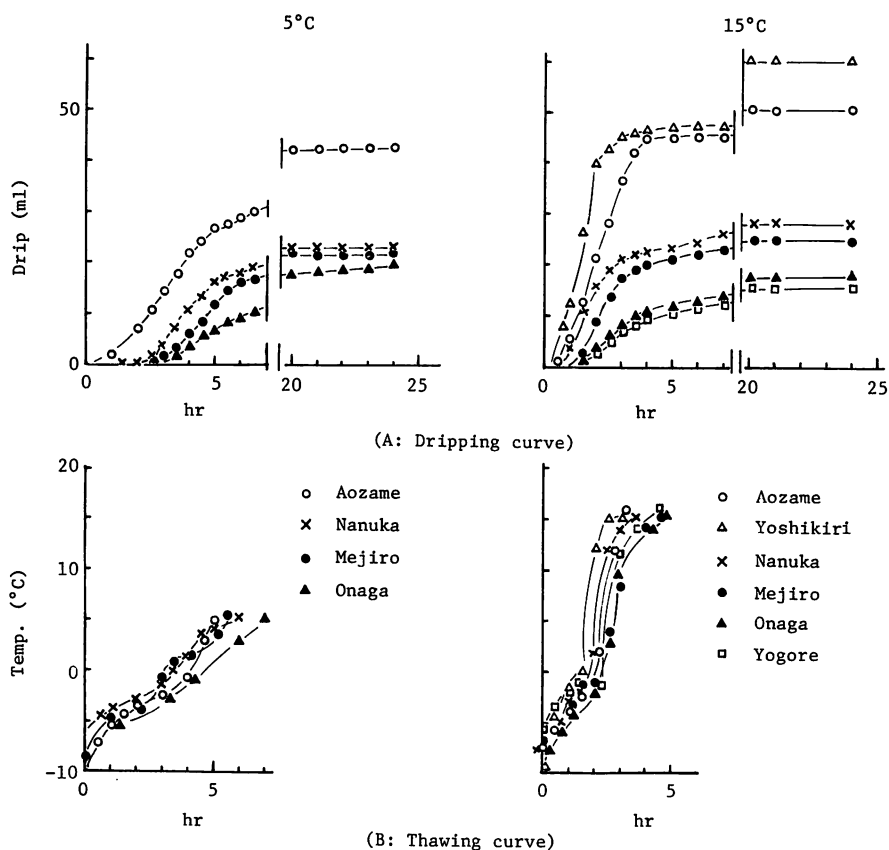 5°C
15°C
50
Drip (ml)
0
0
5
20
25
hr
0
5
20
25
hr
(A: Dripping curve)
20
10
0
-10
Temp. (°C)
Aozame
Nanuka
Mejiro
Onaga
0
5
hr
Aozame
Yoshikiri
Nanuka
Mejiro
Onaga
Yogore
0
5
hr
(B: Thawing curve)